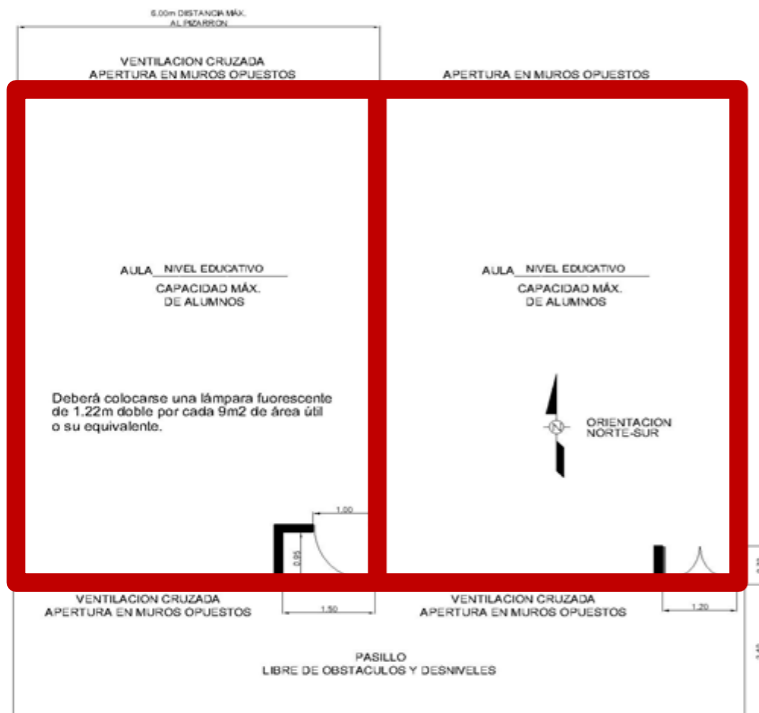 6.00m DISTANCIA MÁX.
AL PIZARRON
VENTILACION CRUZADA
APERTURA EN MUROS OPUESTOS
APERTURA EN MUROS OPUESTOS
AULA NIVEL EDUCATIVO
CAPACIDAD MÁX.
DE ALUMNOS
AULA NIVEL EDUCATIVO
CAPACIDAD MÁX.
DE ALUMNOS
Deberá colocarse una lámpara fuorescente
de 1.22m doble por cada 9m2 de área útil
o su equivalente.
N
ORIENTACION
NORTE-SUR
1.00
0.95
VENTILACION CRUZADA
APERTURA EN MUROS OPUESTOS
1.50
VENTILACION CRUZADA
APERTURA EN MUROS OPUESTOS
1.20
PASILLO
LIBRE DE OBSTACULOS Y DESNIVELES